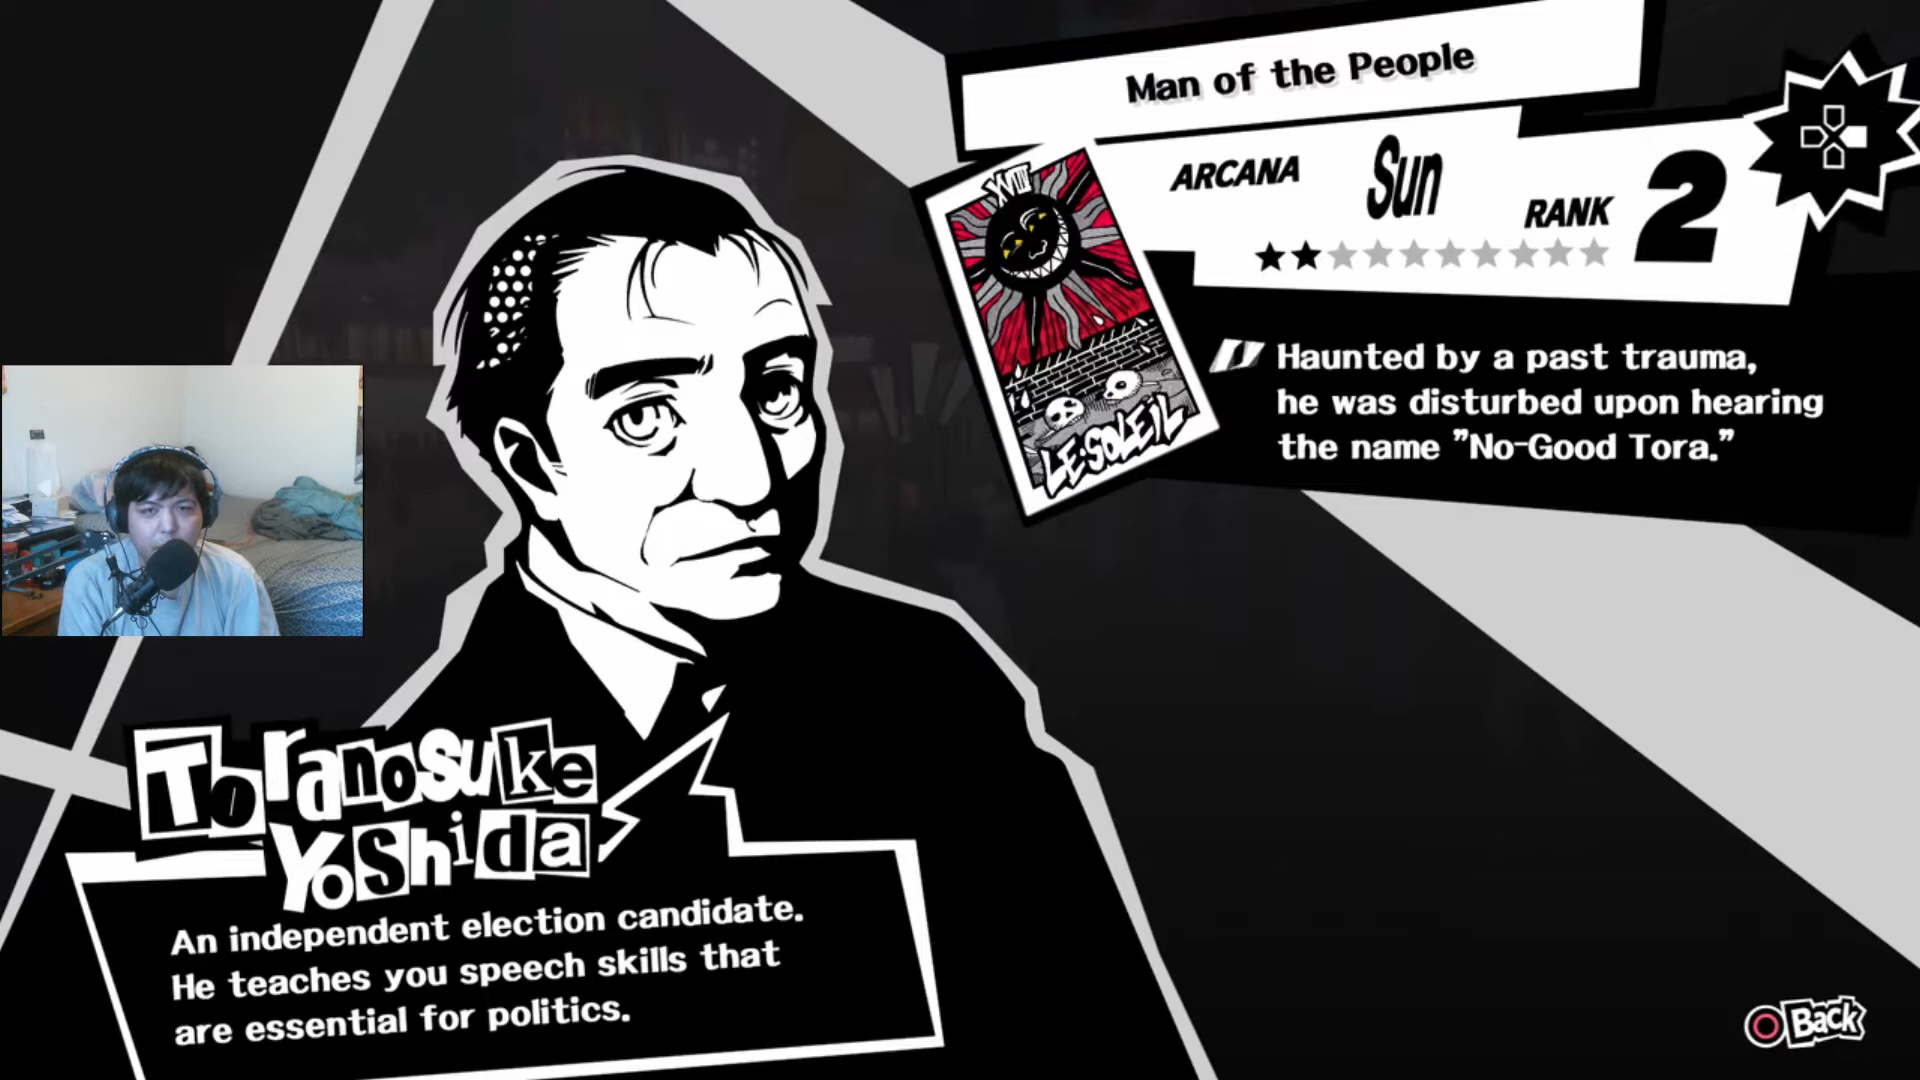 Man of the People
ARCANA Sun RANK 2
XVIII
LE·SOLEIL
Haunted by a past trauma,
he was disturbed upon hearing
the name "No-Good Tora."
Toranosuke
Yoshida
An independent election candidate.
He teaches you speech skills that
are essential for politics.
Back